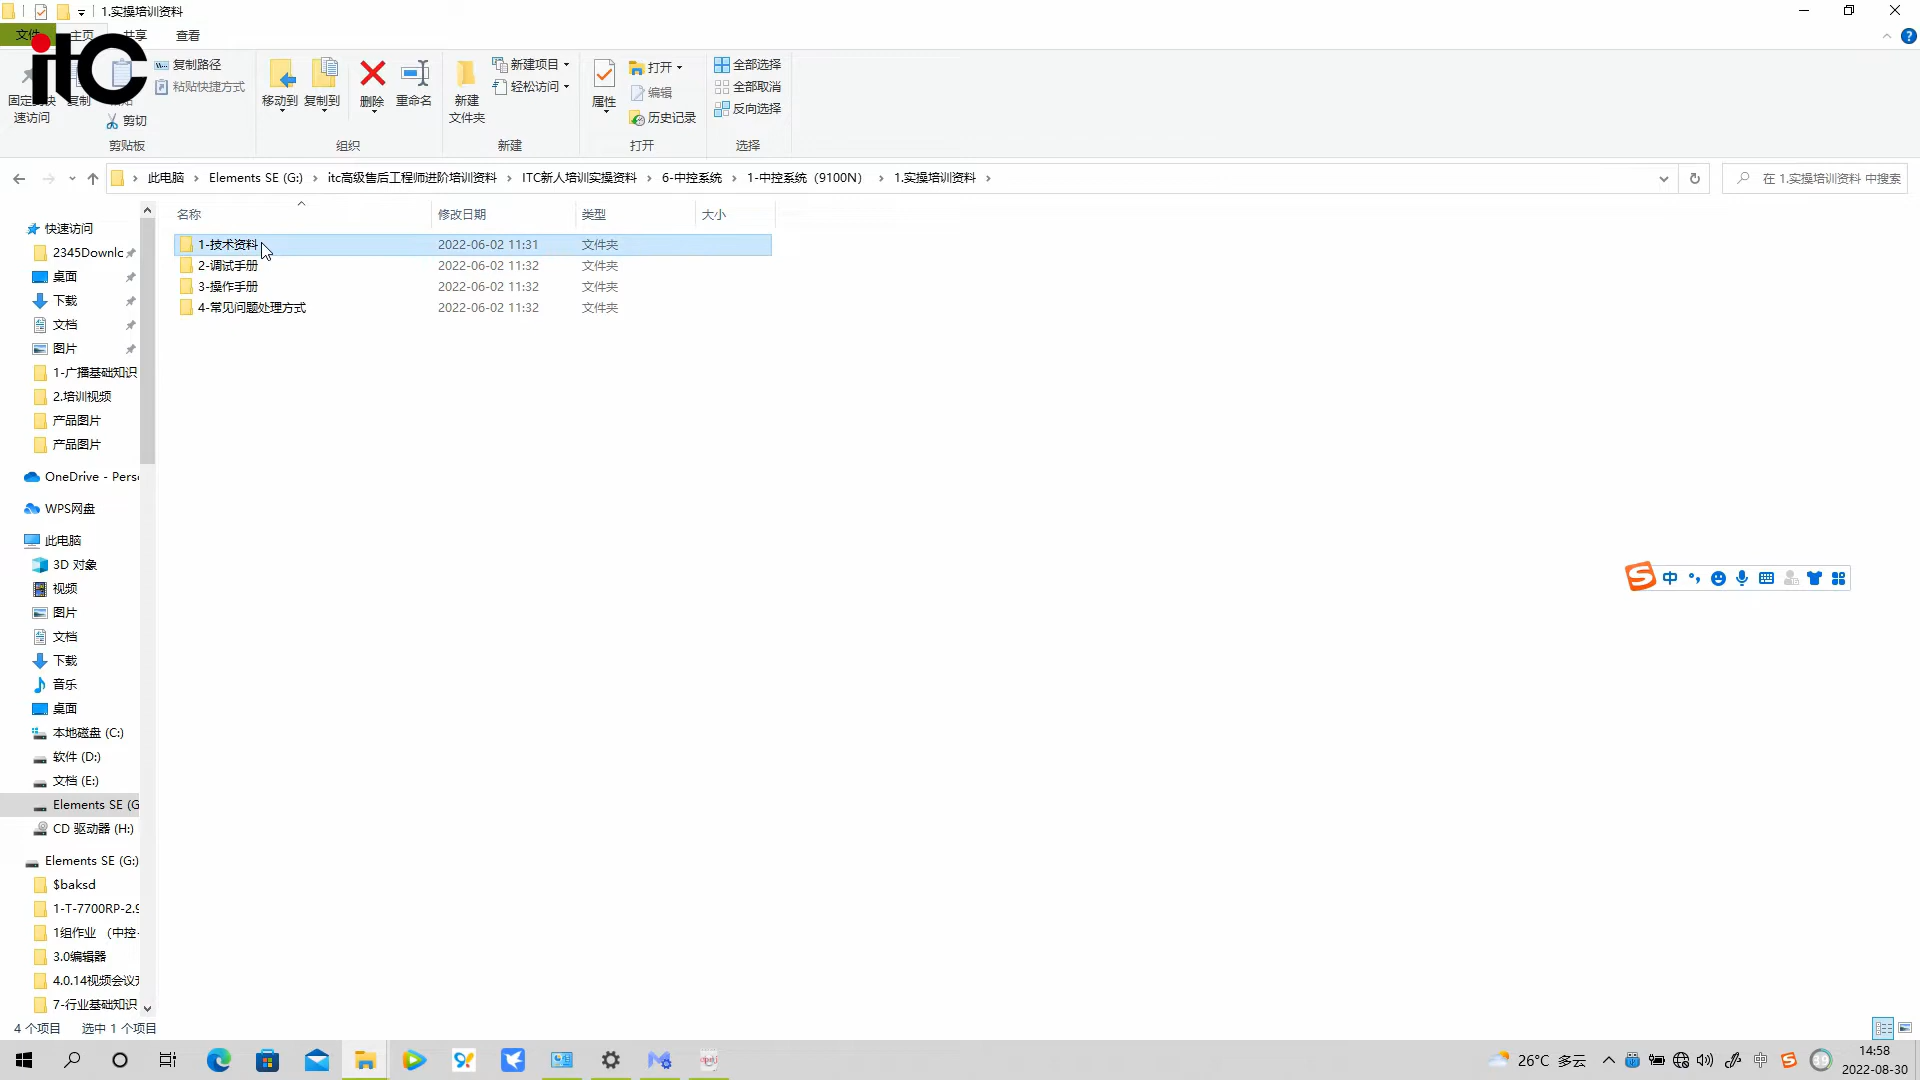 1.实操培训资料
文件 主页 共享 查看
itC
复制路径
粘贴快捷方式
复制
速访问
剪切
剪贴板
移动到
复制到
删除
重命名
组织
新建
文件夹
新建项目
轻松访问
新建
属性
打开
编辑
历史记录
打开
全部选择
全部取消
反向选择
选择
此电脑 › Elements SE (G:) › itc高级售后工程师进阶培训资料 › ITC新人培训实操资料 › 6-中控系统 › 1-中控系统（9100N） › 1.实操培训资料 ›
在 1.实操培训资料 中搜索
名称 修改日期 类型 大小
1-技术资料 2022-06-02 11:31 文件夹
2-调试手册 2022-06-02 11:32 文件夹
3-操作手册 2022-06-02 11:32 文件夹
4-常见问题处理方式 2022-06-02 11:32 文件夹
快速访问
2345Downlc
桌面
下载
文档
图片
1-广播基础知识
2.培训视频
产品图片
产品图片
OneDrive - Pers
WPS网盘
此电脑
3D 对象
视频
图片
文档
下载
音乐
桌面
本地磁盘 (C:)
软件 (D:)
文档 (E:)
Elements SE (G
CD 驱动器 (H:)
Elements SE (G:)
$baksd
1-T-7700RP-2.9
1组作业 （中控-
3.0编辑器
4.0.14视频会议
7-行业基础知识
中
4 个项目 选中 1 个项目
26°C 多云
中
14:58
2022-08-30